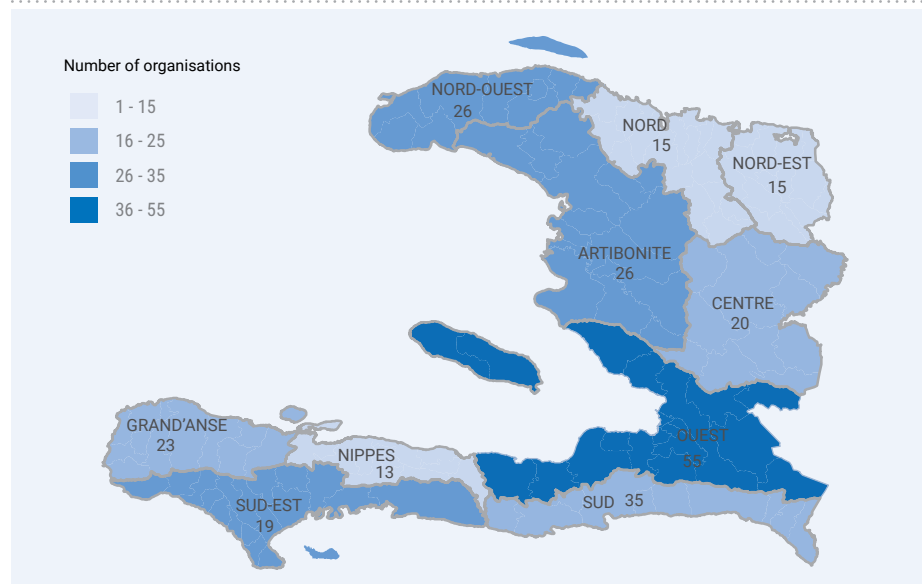 Number of organisations
1 - 15
16 - 25
26 - 35
36 - 55
NORD-OUEST
26
NORD
15
NORD-EST
15
ARTIBONITE
26
CENTRE
20
GRAND'ANSE
23
NIPPES
13
OUEST
55
SUD-EST
19
SUD 35